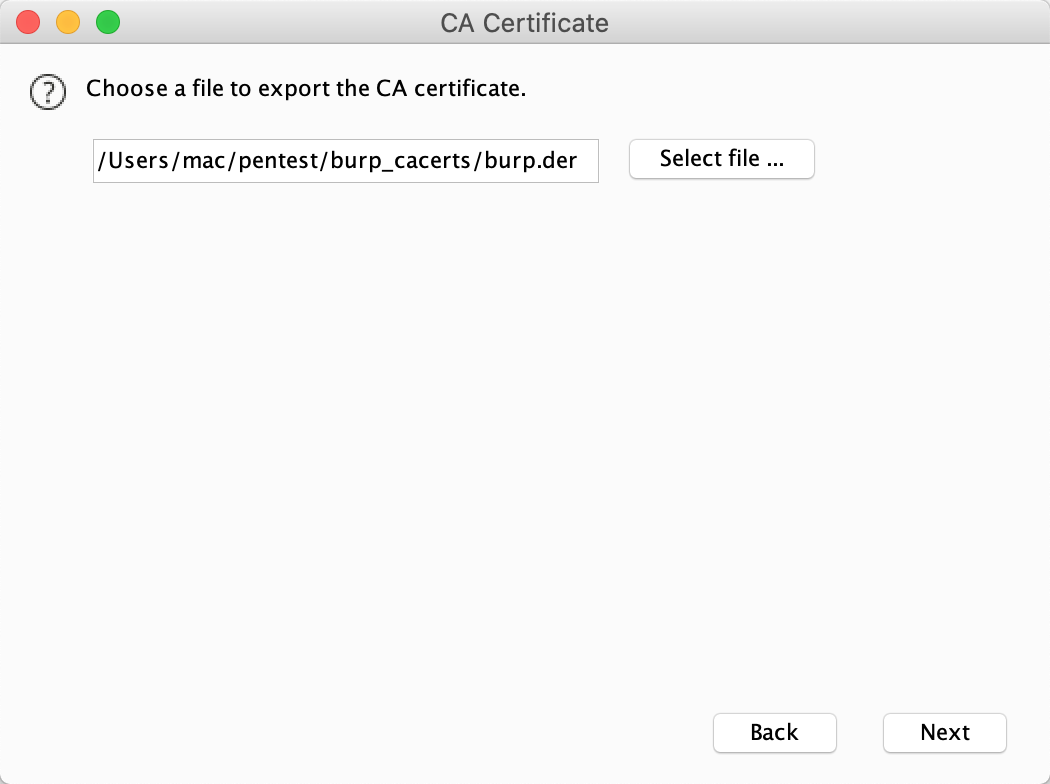 CA Certificate
? Choose a file to export the CA certificate.
/Users/mac/pentest/burp_cacerts/burp.der Select file ...
Back Next